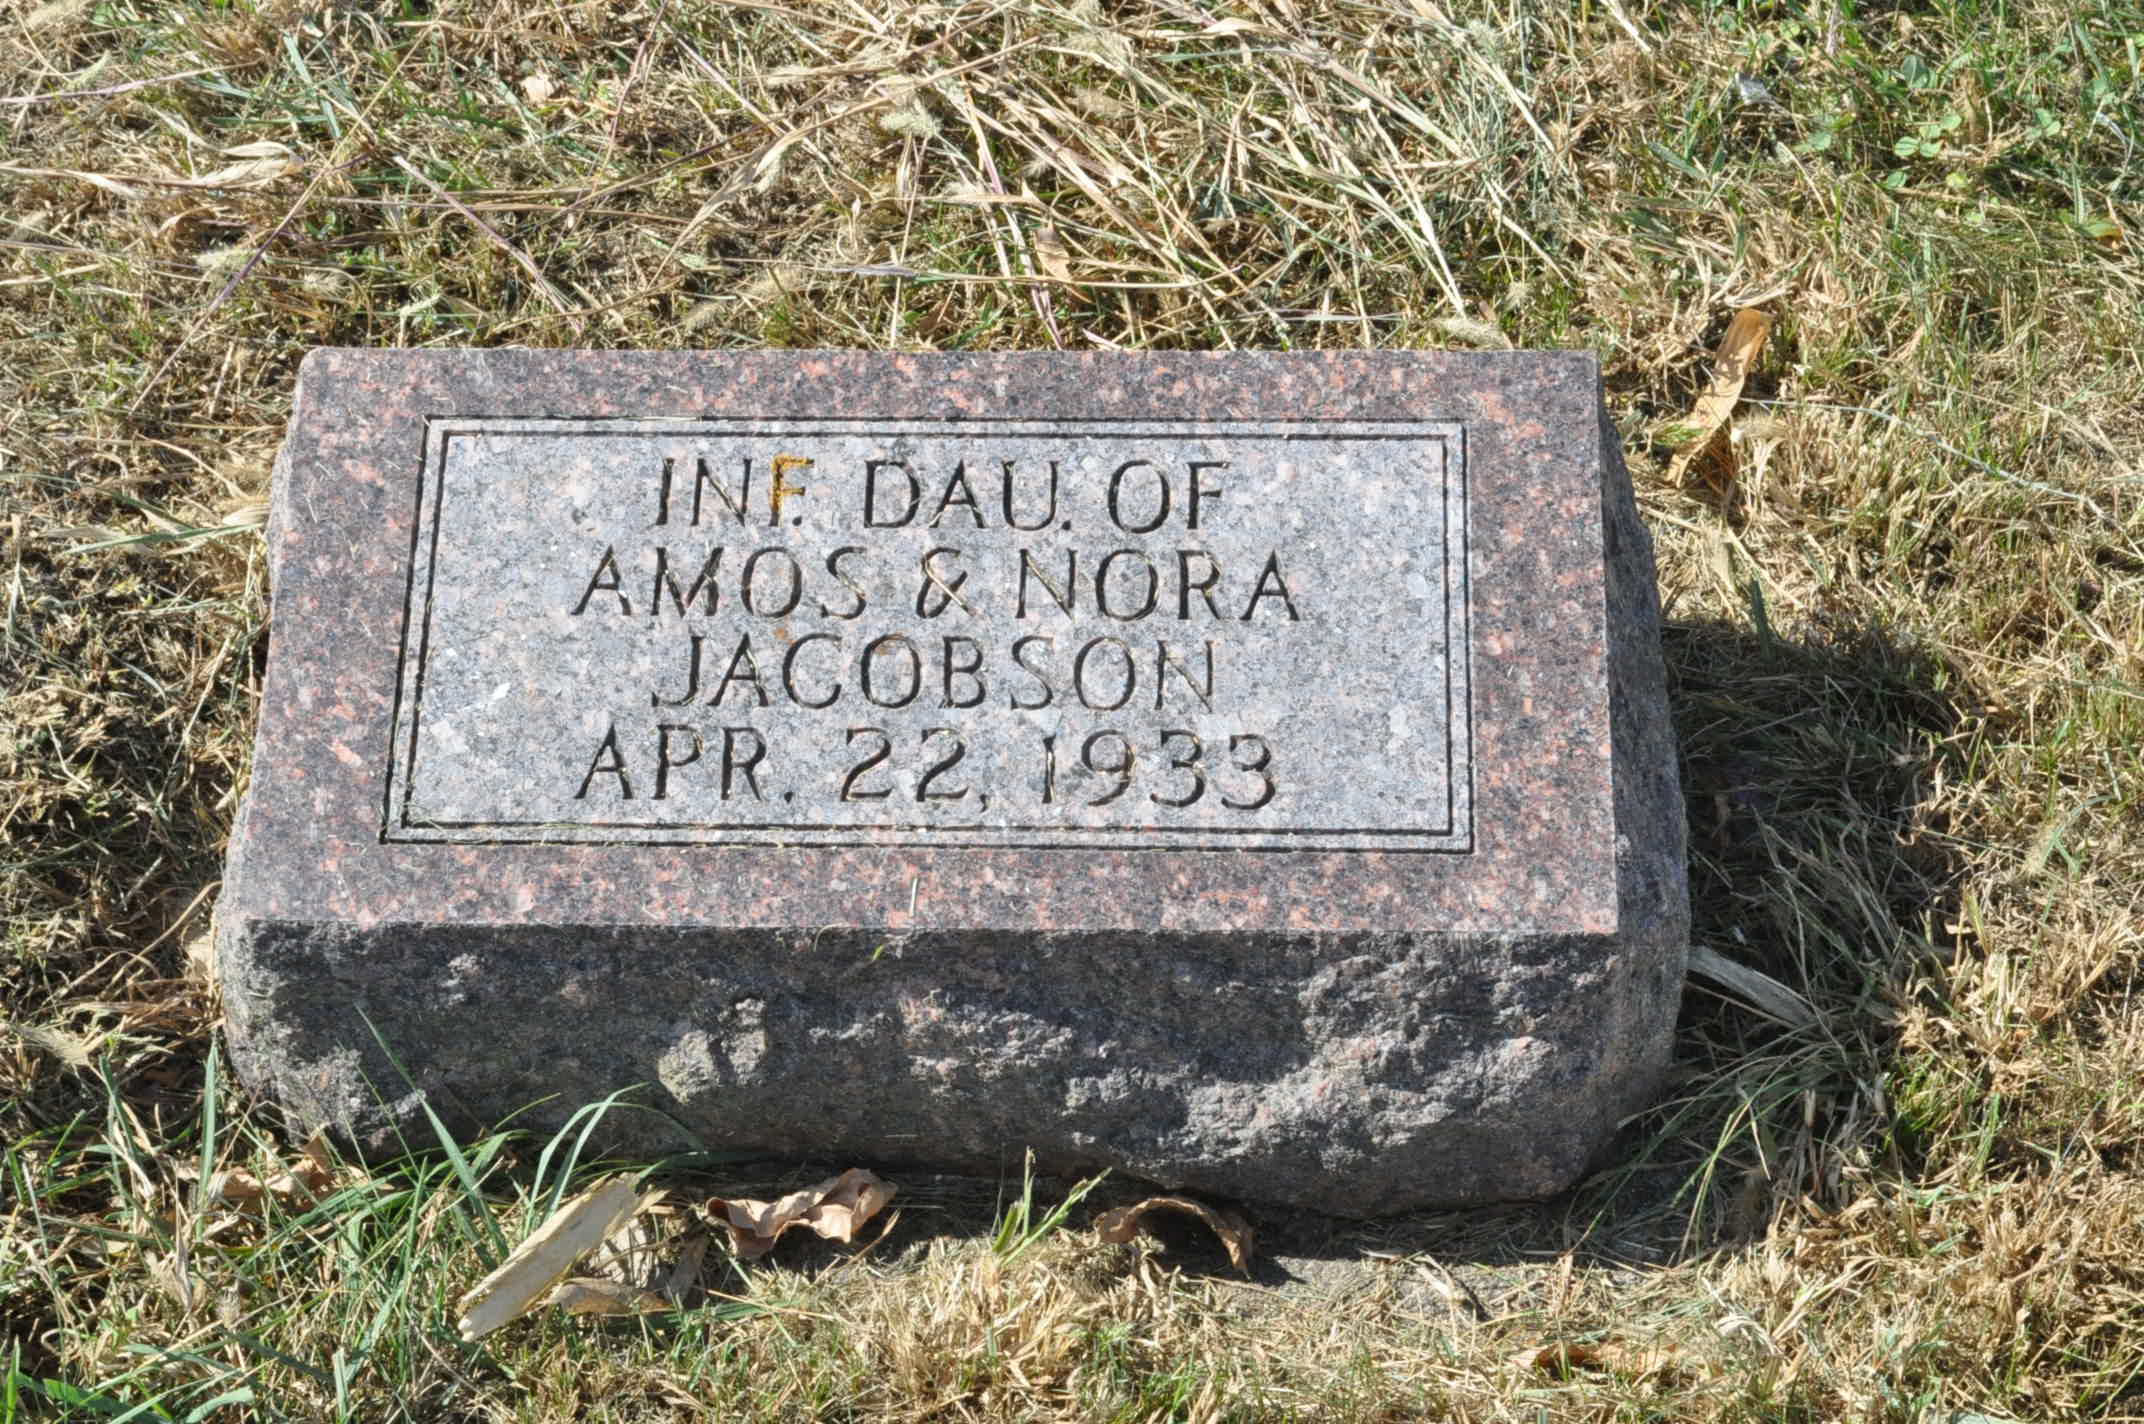 INF. DAU. OF
AMOS & NORA
JACOBSON
APR. 22, 1933